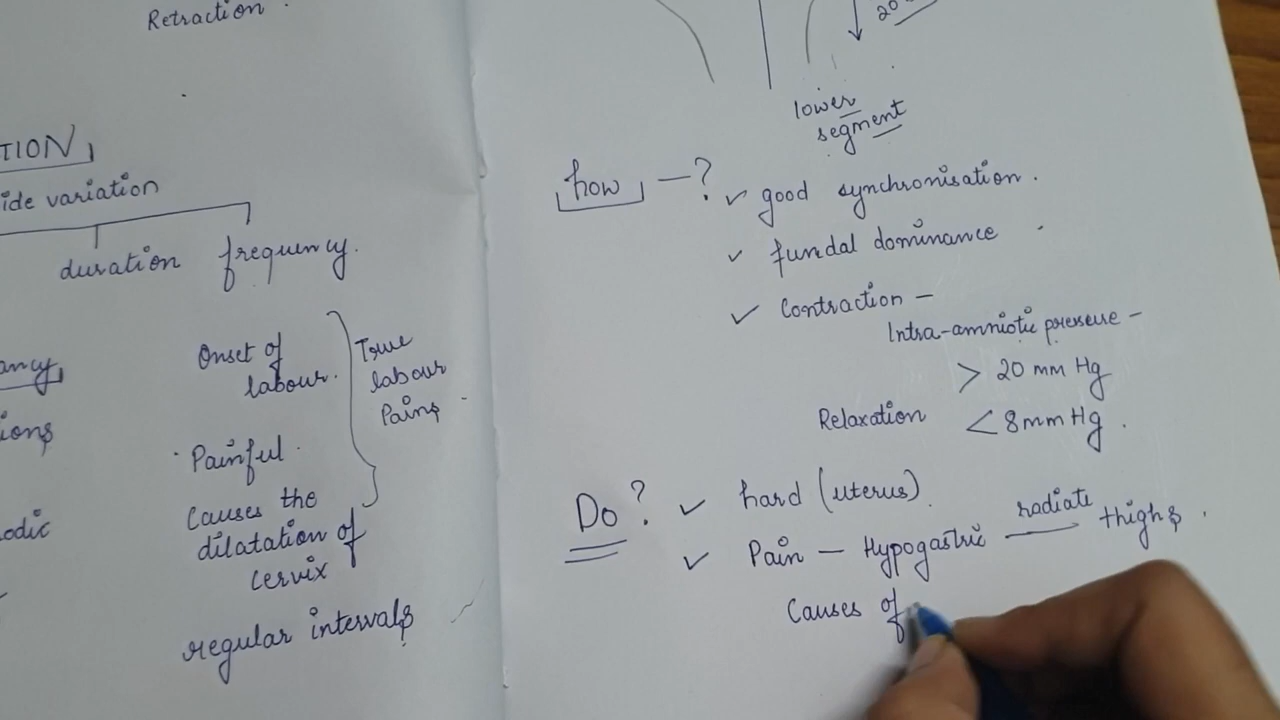 Retraction.
TION
ide variation
duration frequency.
ancy
ions
odic
Onset of
labour.
True
labour
Pains
Painful.
Causes the
dilatation of
cervix
regular intervals
20
lower
segment
how —?
✓ good synchronisation.
✓ fundal dominance
✓ Contraction —
Intra-amniotic pressure —
> 20 mm Hg
Relaxation < 8mm Hg.
Do? ✓ hard (uterus)
✓ Pain — Hypogastric radiate thighs.
Causes of